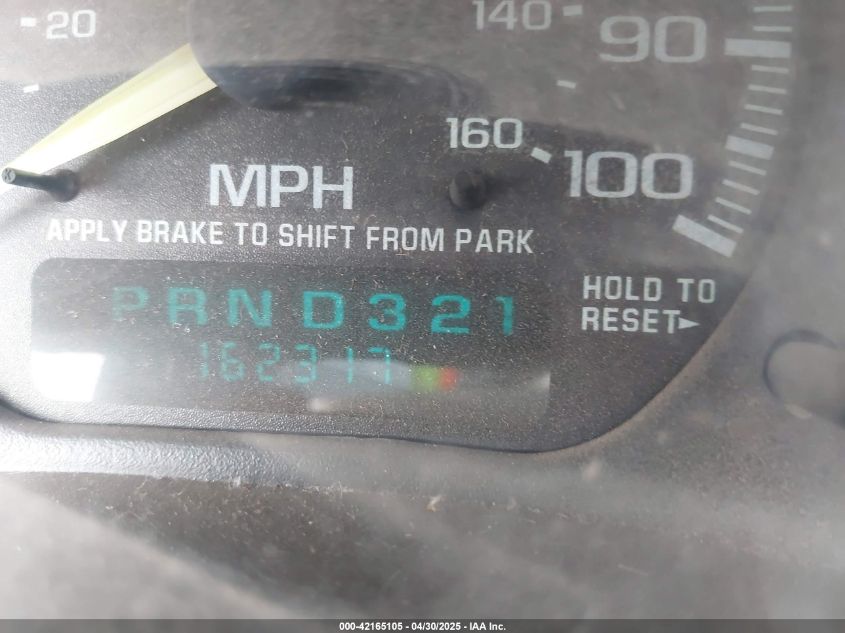 20
140
90
160
100
MPH
APPLY BRAKE TO SHIFT FROM PARK
PRND321
HOLD TO
RESET►
162317
000-42165105 - 04/30/2025 - IAA Inc.